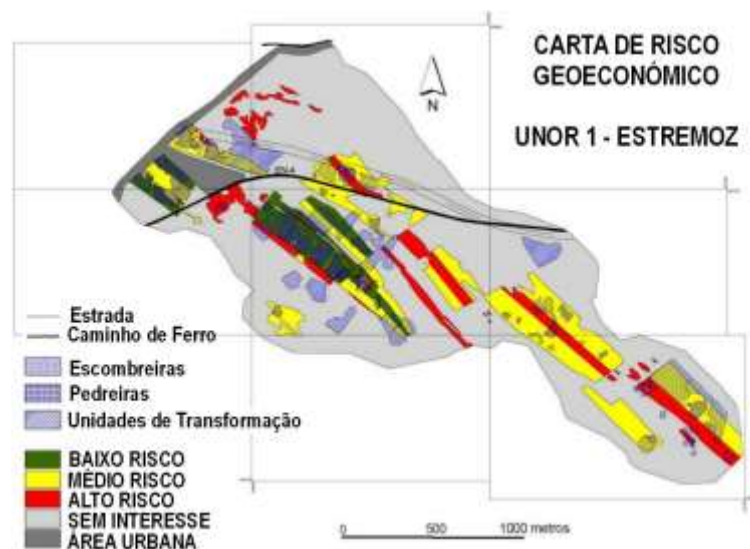 CARTA DE RISCO
GEOECONÓMICO
UNOR 1 - ESTREMOZ
N
Estrada
Caminho de Ferro
Escombreiras
Pedreiras
Unidades de Transformação
BAIXO RISCO
MÉDIO RISCO
ALTO RISCO
SEM INTERESSE
ÁREA URBANA
0 500 1000 metros